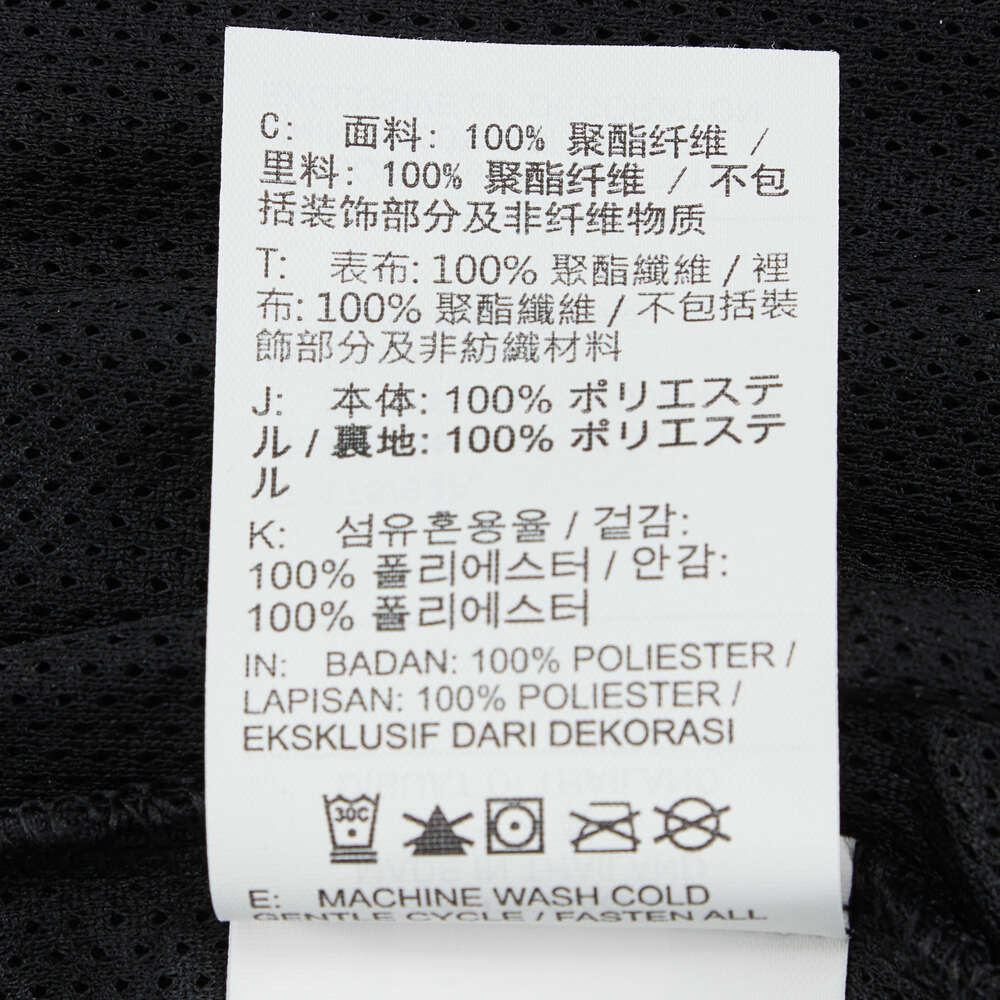 C: 面料: 100% 聚酯纤维 /
里料: 100% 聚酯纤维 / 不包
括装饰部分及非纤维物质
T: 表布: 100% 聚酯纖維 / 裡
布: 100% 聚酯纖維 / 不包括裝
飾部分及非紡織材料
J: 本体: 100% ポリエステ
ル / 裏地: 100% ポリエステ
ル
K: 섬유혼용율 / 겉감:
100% 폴리에스터 / 안감:
100% 폴리에스터
IN: BADAN: 100% POLIESTER /
LAPISAN: 100% POLIESTER /
EKSKLUSIF DARI DEKORASI
30C
E: MACHINE WASH COLD
GENTLE CYCLE / FASTEN ALL